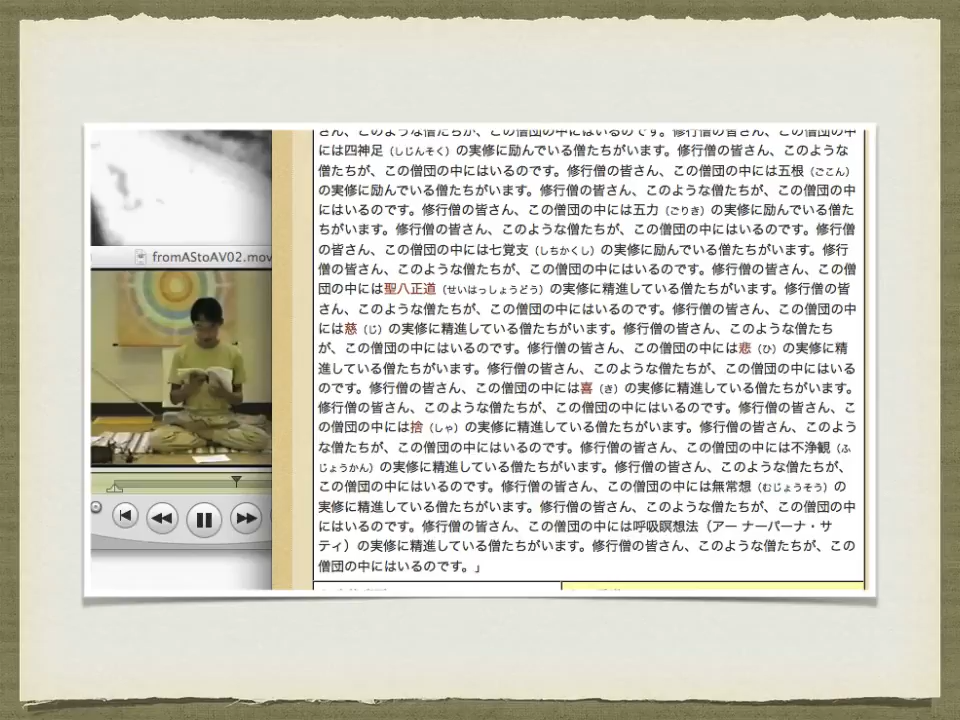 さん、このような僧たちが、この僧団の中にはいるのです。修行僧の皆さん、この僧団の中
には四神足（しじんそく）の実修に励んでいる僧たちがいます。修行僧の皆さん、このような
僧たちが、この僧団の中にはいるのです。修行僧の皆さん、この僧団の中には五根（ごこん）
の実修に励んでいる僧たちがいます。修行僧の皆さん、このような僧たちが、この僧団の中
にはいるのです。修行僧の皆さん、この僧団の中には五力（ごりき）の実修に励んでいる僧た
ちがいます。修行僧の皆さん、このような僧たちが、この僧団の中にはいるのです。修行僧
の皆さん、この僧団の中には七覚支（しちかくし）の実修に励んでいる僧たちがいます。修行
僧の皆さん、このような僧たちが、この僧団の中にはいるのです。修行僧の皆さん、この僧
団の中には聖八正道（せいはっしょうどう）の実修に精進している僧たちがいます。修行僧の皆
さん、このような僧たちが、この僧団の中にはいるのです。修行僧の皆さん、この僧団の中
には慈（じ）の実修に精進している僧たちがいます。修行僧の皆さん、このような僧たち
が、この僧団の中にはいるのです。修行僧の皆さん、この僧団の中には悲（ひ）の実修に精
進している僧たちがいます。修行僧の皆さん、このような僧たちが、この僧団の中にはいる
のです。修行僧の皆さん、この僧団の中には喜（き）の実修に精進している僧たちがいます。
修行僧の皆さん、このような僧たちが、この僧団の中にはいるのです。修行僧の皆さん、こ
の僧団の中には捨（しゃ）の実修に精進している僧たちがいます。修行僧の皆さん、このよう
な僧たちが、この僧団の中にはいるのです。修行僧の皆さん、この僧団の中には不浄観（ふ
じょうかん）の実修に精進している僧たちがいます。修行僧の皆さん、このような僧たちが、
この僧団の中にはいるのです。修行僧の皆さん、この僧団の中には無常想（むじょうそう）の
実修に精進している僧たちがいます。修行僧の皆さん、このような僧たちが、この僧団の中
にはいるのです。修行僧の皆さん、この僧団の中には呼吸瞑想法（アー ナーパーナ・サ
ティ）の実修に精進している僧たちがいます。修行僧の皆さん、このような僧たちが、この
僧団の中にはいるのです。」
fromAStoAV02.mov